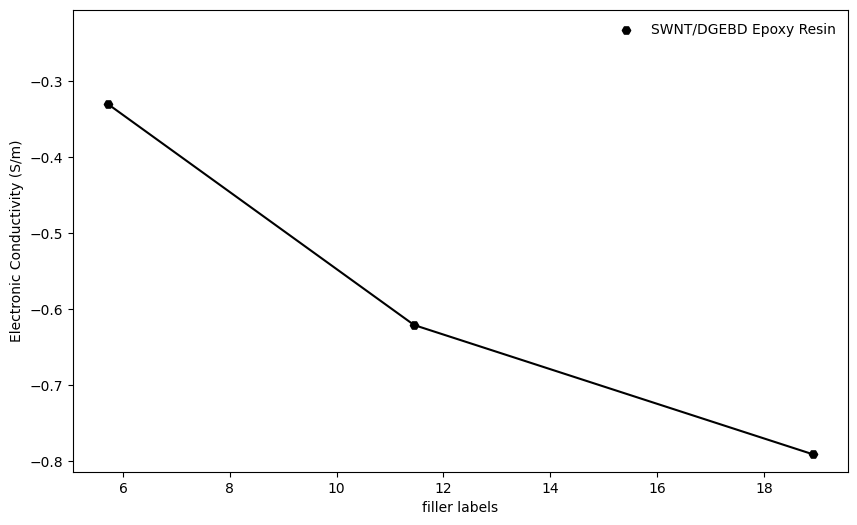 SWNT/DGEBD Epoxy Resin
−0.3
−0.4
−0.5
−0.6
−0.7
−0.8
Electronic Conductivity (S/m)
6 8 10 12 14 16 18
filler labels